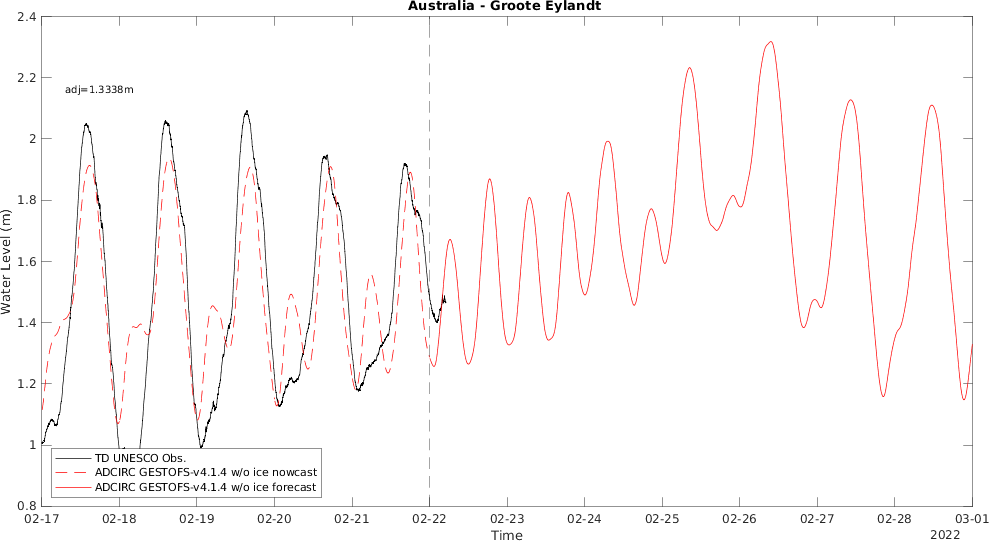 Australia - Groote Eylandt
2.4
2.2
2
1.8
1.6
1.4
1.2
1
0.8
Water Level (m)
adj=1.3338m
TD UNESCO Obs.
ADCIRC GESTOFS-v4.1.4 w/o ice nowcast
ADCIRC GESTOFS-v4.1.4 w/o ice forecast
02-17 02-18 02-19 02-20 02-21 02-22 02-23 02-24 02-25 02-26 02-27 02-28 03-01
Time
2022